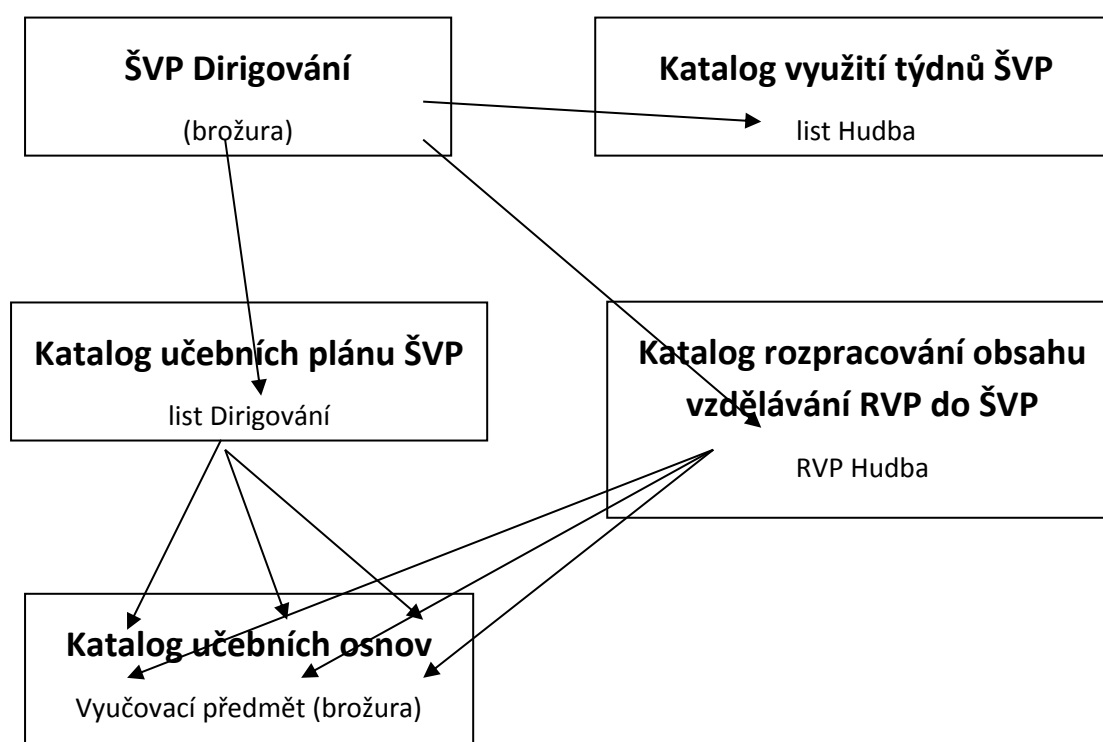 ŠVP Dirigování
(brožura)
Katalog využití týdnů ŠVP
list Hudba
Katalog učebních plánu ŠVP
list Dirigování
Katalog rozpracování obsahu
vzdělávání RVP do ŠVP
RVP Hudba
Katalog učebních osnov
Vyučovací předmět (brožura)